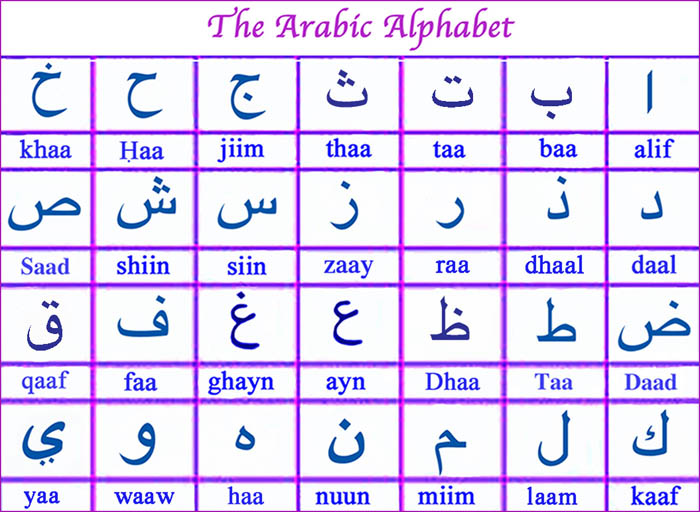 The Arabic Alphabet
ا ب ت ث ج ح خ
khaa Ḥaa jiim thaa taa baa alif
د ذ ر ز س ش ص
Saad shiin siin zaay raa dhaal daal
ض ط ظ ع غ ف ق
qaaf faa ghayn ayn Dhaa Taa Daad
ك ل م ن ه و ي
yaa waaw haa nuun miim laam kaaf